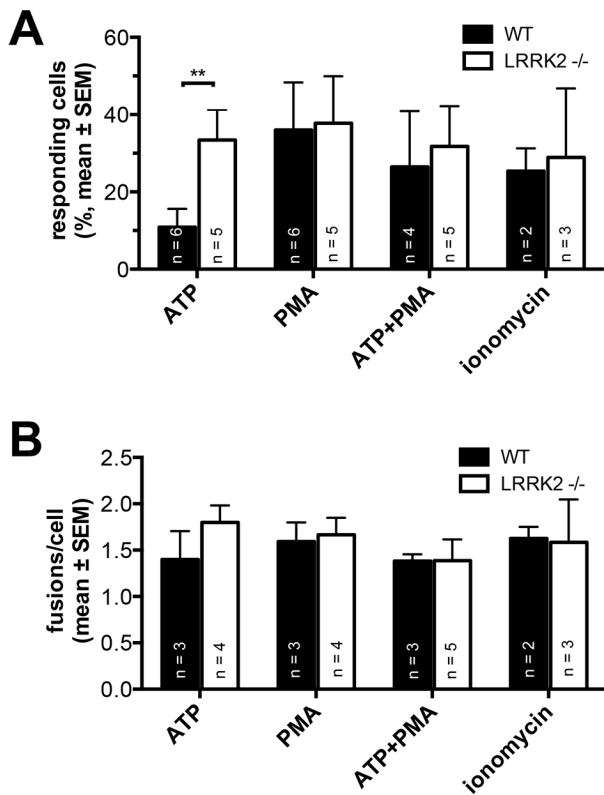 A
WT
LRRK2 -/-
responding cells
(%, mean ± SEM)
60
40
20
0
**
n = 6
n = 5
n = 6
n = 5
n = 4
n = 5
n = 2
n = 3
ATP
PMA
ATP+PMA
ionomycin
B
WT
LRRK2 -/-
fusions/cell
(mean ± SEM)
2.5
2.0
1.5
1.0
0.5
0.0
n = 3
n = 4
n = 3
n = 4
n = 3
n = 5
n = 2
n = 3
ATP
PMA
ATP+PMA
ionomycin